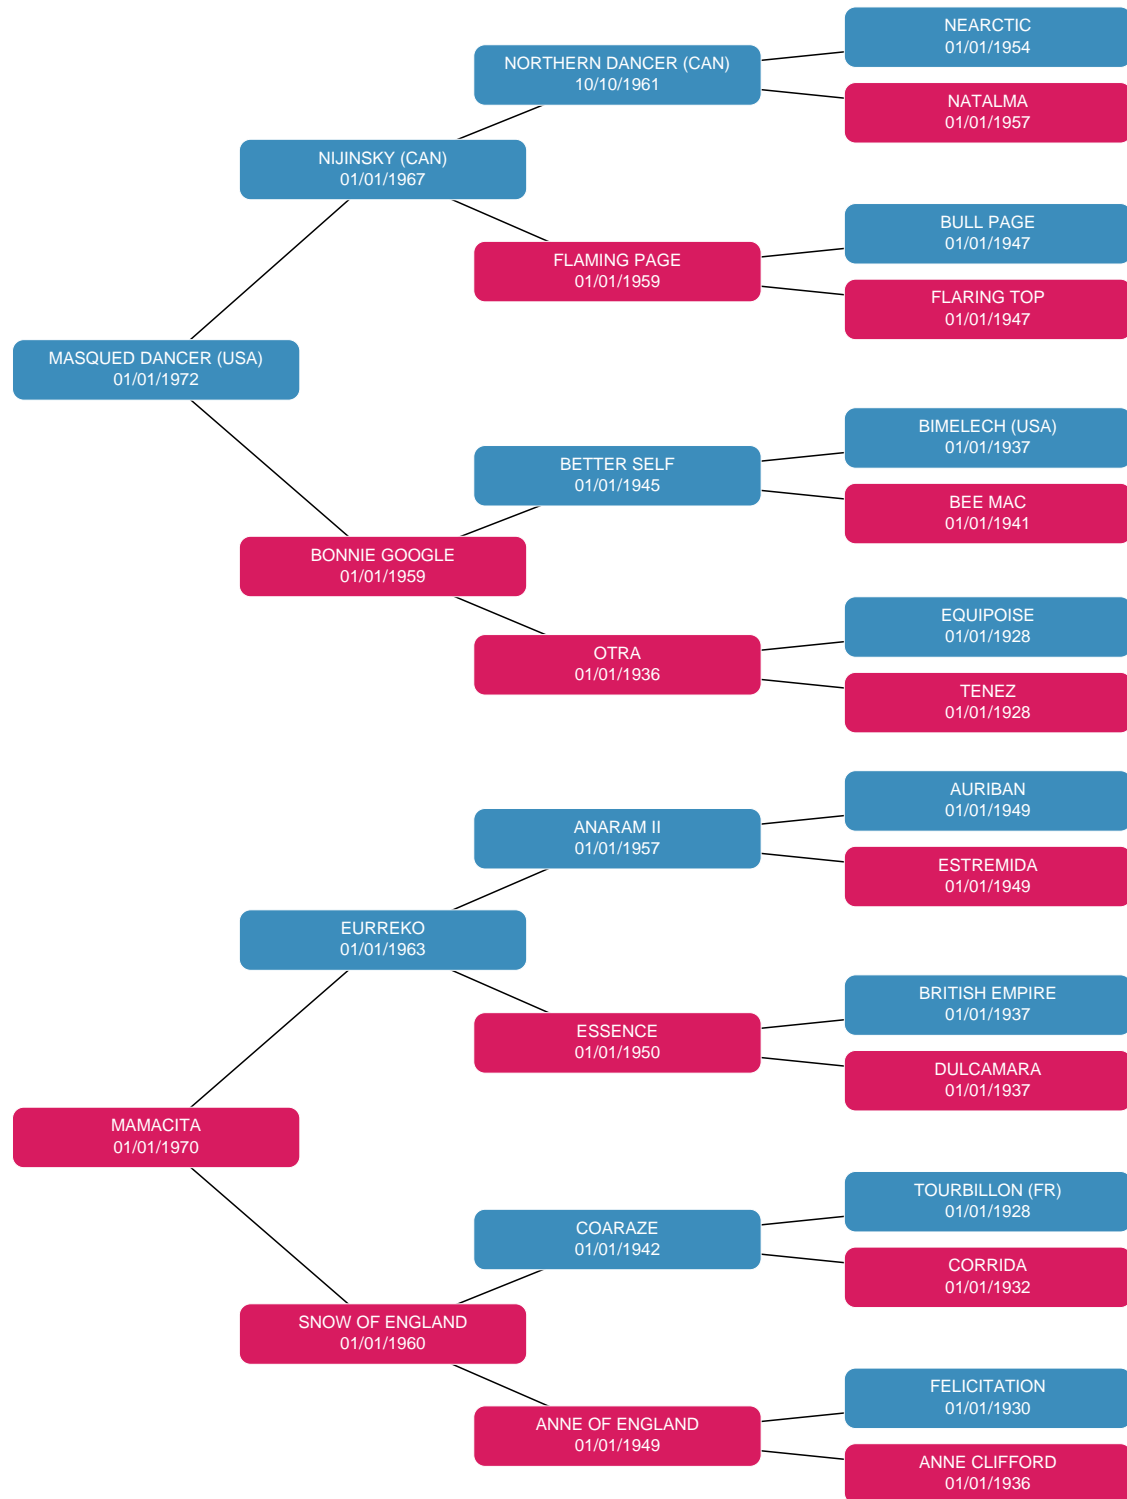 NEARCTIC
01/01/1954
NORTHERN DANCER (CAN)
10/10/1961
NATALMA
01/01/1957
NIJINSKY (CAN)
01/01/1967
BULL PAGE
01/01/1947
FLAMING PAGE
01/01/1959
FLARING TOP
01/01/1947
MASQUED DANCER (USA)
01/01/1972
BIMELECH (USA)
01/01/1937
BETTER SELF
01/01/1945
BEE MAC
01/01/1941
BONNIE GOOGLE
01/01/1959
EQUIPOISE
01/01/1928
OTRA
01/01/1936
TENEZ
01/01/1928
AURIBAN
01/01/1949
ANARAM II
01/01/1957
ESTREMIDA
01/01/1949
EURREKO
01/01/1963
BRITISH EMPIRE
01/01/1937
ESSENCE
01/01/1950
DULCAMARA
01/01/1937
MAMACITA
01/01/1970
TOURBILLON (FR)
01/01/1928
COARAZE
01/01/1942
CORRIDA
01/01/1932
SNOW OF ENGLAND
01/01/1960
FELICITATION
01/01/1930
ANNE OF ENGLAND
01/01/1949
ANNE CLIFFORD
01/01/1936